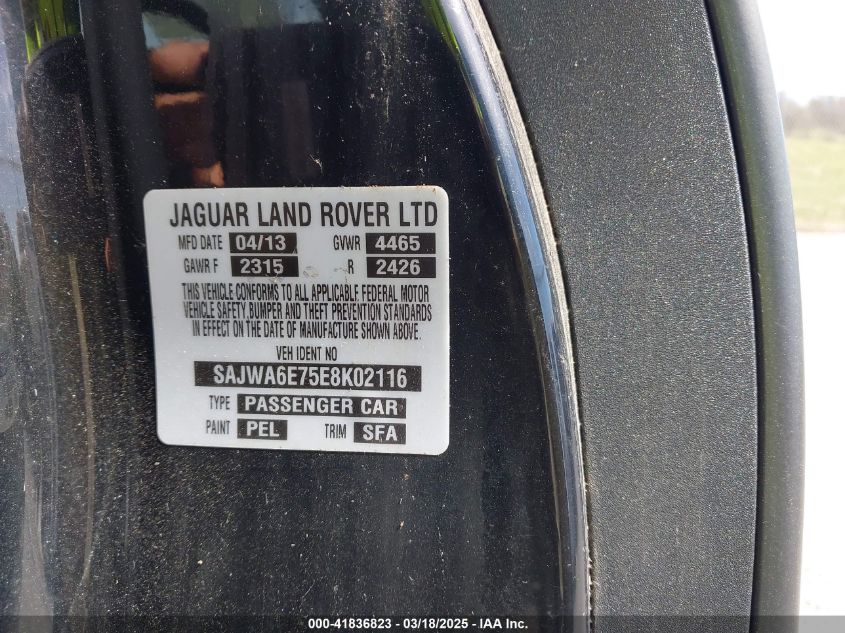 JAGUAR LAND ROVER LTD
MFD DATE 04/13 GVWR 4465
GAWR F 2315 R 2426
THIS VEHICLE CONFORMS TO ALL APPLICABLE FEDERAL MOTOR
VEHICLE SAFETY, BUMPER AND THEFT PREVENTION STANDARDS
IN EFFECT ON THE DATE OF MANUFACTURE SHOWN ABOVE.
VEH IDENT NO
SAJWA6E75E8K02116
TYPE PASSENGER CAR
PAINT PEL TRIM SFA
000-41836823 - 03/18/2025 - IAA Inc.